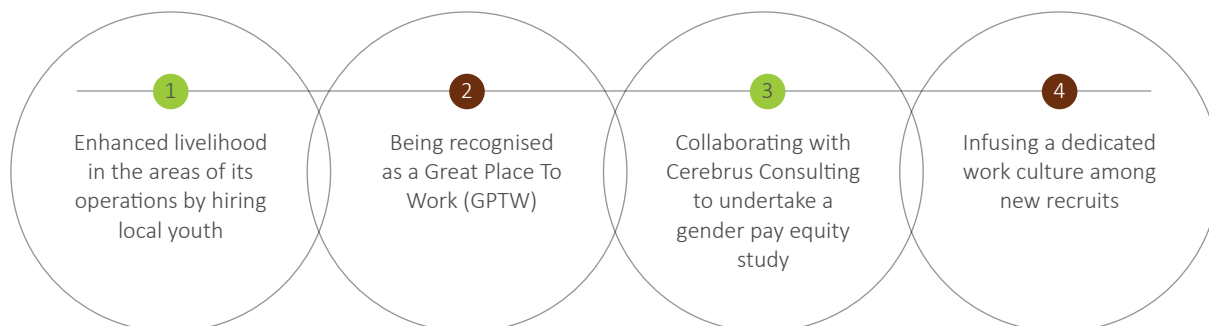 1
Enhanced livelihood
in the areas of its
operations by hiring
local youth
2
Being recognised
as a Great Place To
Work (GPTW)
3
Collaborating with
Cerebrus Consulting
to undertake a
gender pay equity
study
4
Infusing a dedicated
work culture among
new recruits